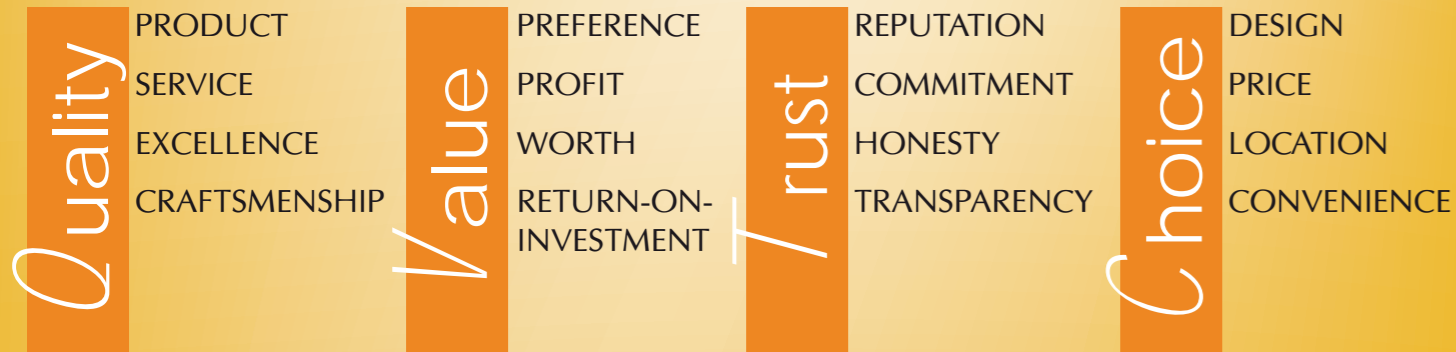 Quality
PRODUCT
SERVICE
EXCELLENCE
CRAFTSMENSHIP
Value
PREFERENCE
PROFIT
WORTH
RETURN-ON-
INVESTMENT
Trust
REPUTATION
COMMITMENT
HONESTY
TRANSPARENCY
Choice
DESIGN
PRICE
LOCATION
CONVENIENCE